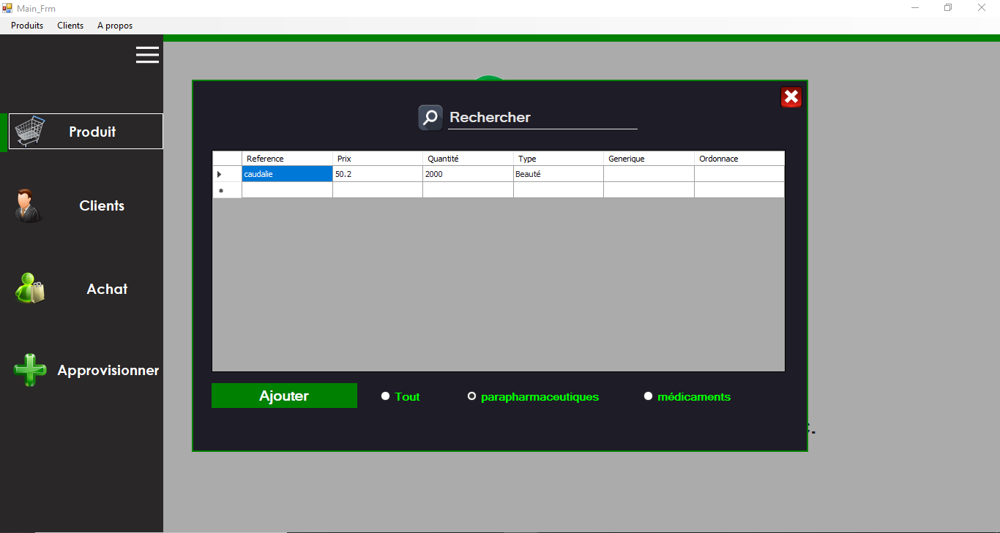 Main_Frm
Produits Clients A propos
Produit
Clients
Achat
Approvisionner
Rechercher
Reference Prix Quantité Type Generique Ordonnace
caudalie 50.2 2000 Beauté
Ajouter Tout parapharmaceutiques médicaments